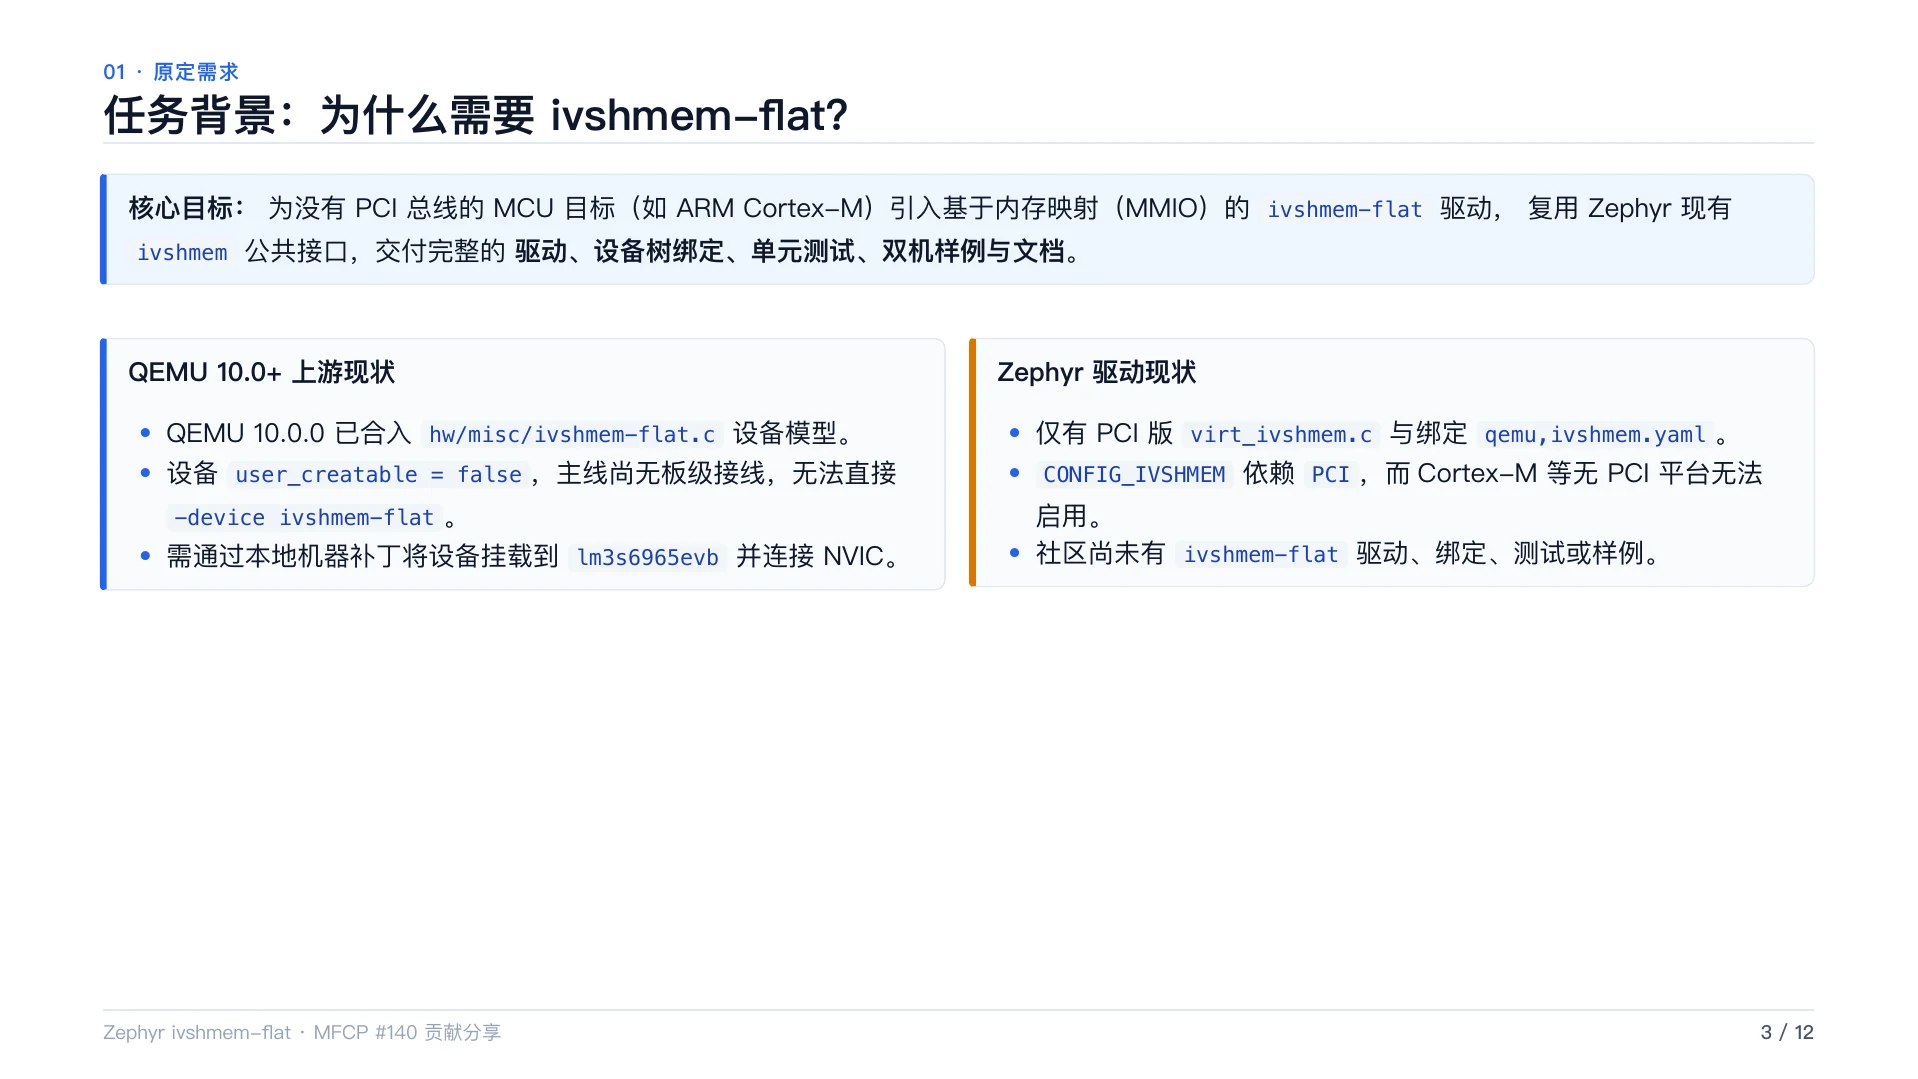 01 · 原定需求
任务背景：为什么需要 ivshmem-flat?
核心目标： 为没有 PCI 总线的 MCU 目标（如 ARM Cortex-M）引入基于内存映射（MMIO）的 ivshmem-flat 驱动， 复用 Zephyr 现有
ivshmem 公共接口，交付完整的 驱动、设备树绑定、单元测试、双机样例与文档。
QEMU 10.0+ 上游现状
• QEMU 10.0.0 已合入 hw/misc/ivshmem-flat.c 设备模型。
• 设备 user_creatable = false ，主线尚无板级接线，无法直接
-device ivshmem-flat 。
• 需通过本地机器补丁将设备挂载到 lm3s6965evb 并连接 NVIC。
Zephyr 驱动现状
• 仅有 PCI 版 virt_ivshmem.c 与绑定 qemu,ivshmem.yaml 。
• CONFIG_IVSHMEM 依赖 PCI ，而 Cortex-M 等无 PCI 平台无法
启用。
• 社区尚未有 ivshmem-flat 驱动、绑定、测试或样例。
Zephyr ivshmem-flat · MFCP #140 贡献分享
3 / 12